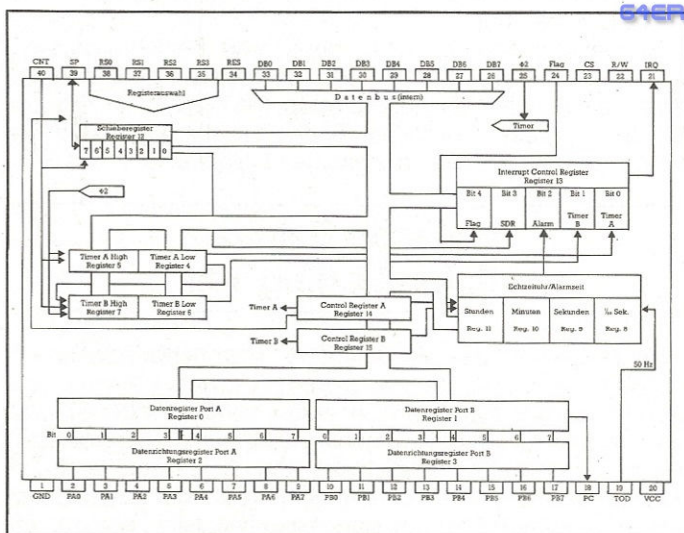 64ER
CNT SP RS0 RS1 RS2 RS3 RES DB0 DB1 DB2 DB3 DB4 DB5 DB6 DB7 Φ2 Flag CS R/W IRQ
40 39 38 37 36 35 34 33 32 31 30 29 28 27 26 25 24 23 22 21
Registerauswahl
Datenbus (intern)
Timer
Schieberegister
Register 12
7 6 5 4 3 2 1 0
Interrupt Control Register
Register 13
Bit 4 Bit 3 Bit 2 Bit 1 Bit 0
Flag SDR Alarm Timer B Timer A
Φ2
Timer A High Timer A Low
Register 5 Register 4
Timer B High Timer B Low
Register 7 Register 6
Echtzeituhr/Alarmzeit
Stunden Minuten Sekunden 1/10 Sek.
Reg. 11 Reg. 10 Reg. 9 Reg. 8
Timer A
Control Register A
Register 14
Timer B
Control Register B
Register 15
50 Hz
Datenregister Port A
Register 0
Datenregister Port B
Register 1
Bit 0 1 2 3 4 5 6 7 0 1 2 3 4 5 6 7
Datenrichtungsregister Port A
Register 2
Datenrichtungsregister Port B
Register 3
1 2 3 4 5 6 7 8 9 10 11 12 13 14 15 16 17 18 19 20
GND PA0 PA1 PA2 PA3 PA4 PA5 PA6 PA7 PB0 PB1 PB2 PB3 PB4 PB5 PB6 PB7 PC TOD VCC